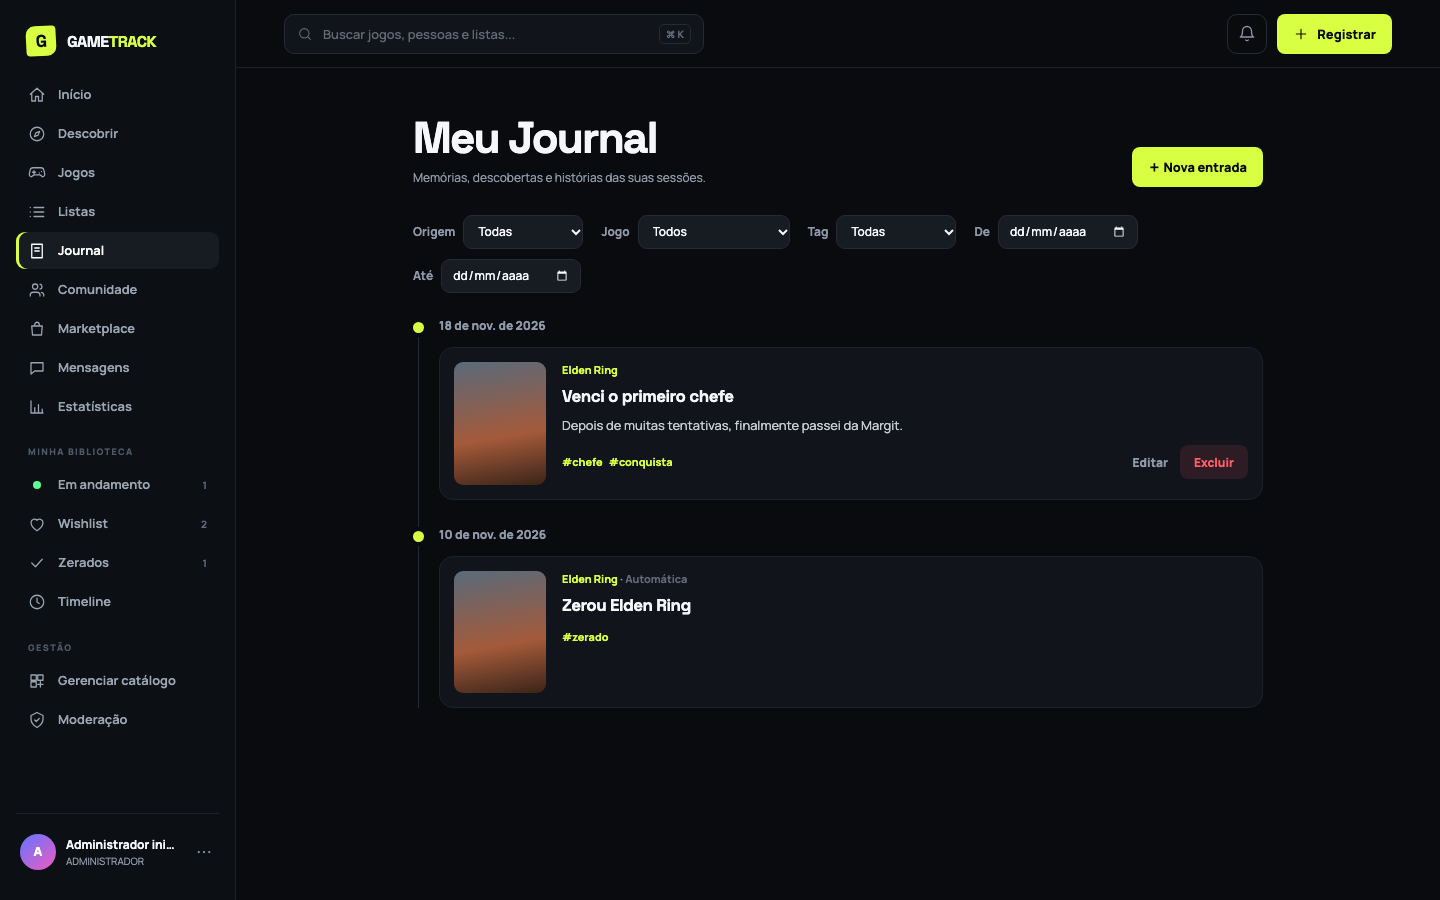 G GAMETRACK
Buscar jogos, pessoas e listas...
⌘ K
+ Registrar
Início
Descobrir
Jogos
Listas
Journal
Comunidade
Marketplace
Mensagens
Estatísticas
MINHA BIBLIOTECA
Em andamento 1
Wishlist 2
Zerados 1
Timeline
GESTÃO
Gerenciar catálogo
Moderação
A Administrador ini...
ADMINISTRADOR
Meu Journal
Memórias, descobertas e histórias das suas sessões.
+ Nova entrada
Origem Todas Jogo Todos Tag Todas De dd/mm/aaaa
Até dd/mm/aaaa
18 de nov. de 2026
Elden Ring
Venci o primeiro chefe
Depois de muitas tentativas, finalmente passei da Margit.
#chefe #conquista
Editar Excluir
10 de nov. de 2026
Elden Ring · Automática
Zerou Elden Ring
#zerado